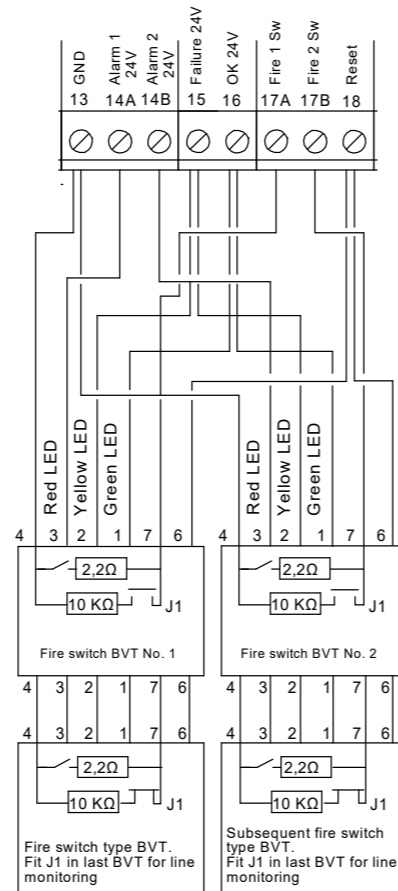 GND
Alarm 1
24V
Alarm 2
24V
Failure 24V
OK 24V
Fire 1 Sw
Fire 2 Sw
Reset
13 14A 14B 15 16 17A 17B 18
Red LED
Yellow LED
Green LED
Red LED
Yellow LED
Green LED
4 3 2 1 7 6
4 3 2 1 7 6
2,2Ω
10 KΩ
J1
Fire switch BVT No. 1
2,2Ω
10 KΩ
J1
Fire switch BVT No. 2
4 3 2 1 7 6
4 3 2 1 7 6
4 3 2 1 7 6
4 3 2 1 7 6
2,2Ω
10 KΩ
J1
Fire switch type BVT.
Fit J1 in last BVT for line
monitoring
2,2Ω
10 KΩ
J1
Subsequent fire switch
type BVT.
Fit J1 in last BVT for line
monitoring